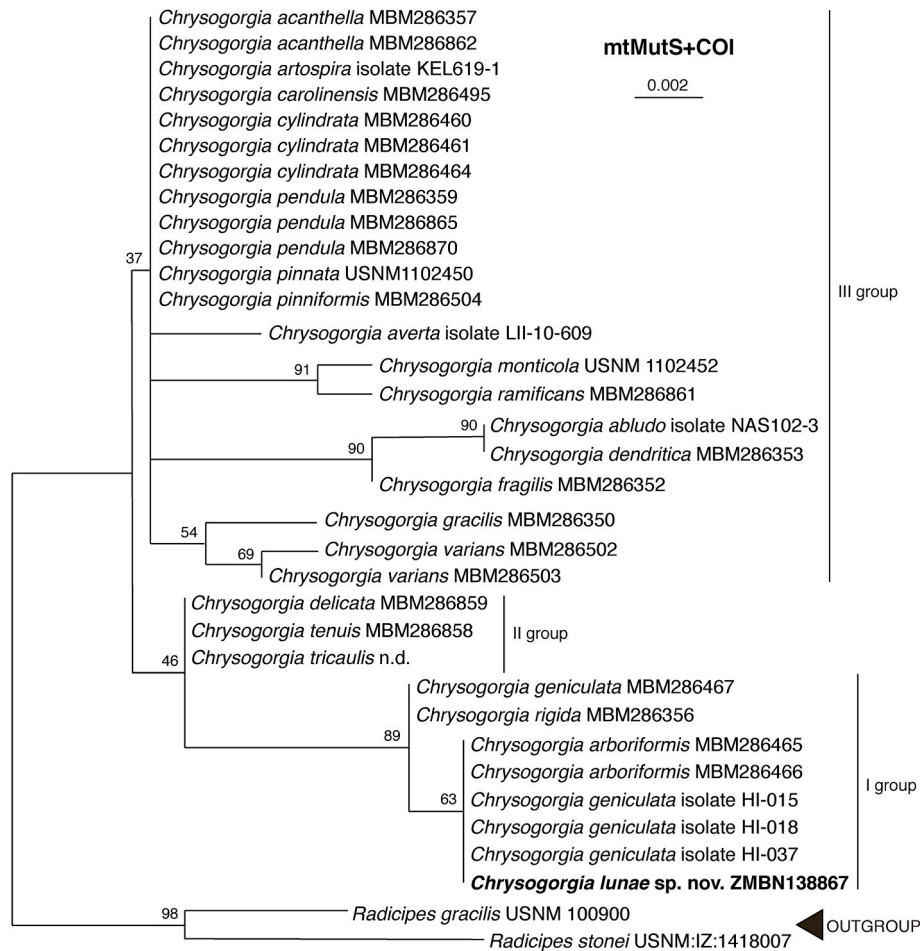 Chrysogorgia acanthella MBM286357
Chrysogorgia acanthella MBM286862
mtMutS+COI
Chrysogorgia artospira isolate KEL619-1
0.002
Chrysogorgia carolinensis MBM286495
Chrysogorgia cylindrata MBM286460
Chrysogorgia cylindrata MBM286461
Chrysogorgia cylindrata MBM286464
Chrysogorgia pendula MBM286359
Chrysogorgia pendula MBM286865
Chrysogorgia pendula MBM286870
37
Chrysogorgia pinnata USNM1102450
Chrysogorgia pinniformis MBM286504
III group
Chrysogorgia averta isolate LII-10-609
91
Chrysogorgia monticola USNM 1102452
Chrysogorgia ramificans MBM286861
90
Chrysogorgia abludo isolate NAS102-3
90
Chrysogorgia dendritica MBM286353
Chrysogorgia fragilis MBM286352
54
Chrysogorgia gracilis MBM286350
69
Chrysogorgia varians MBM286502
Chrysogorgia varians MBM286503
Chrysogorgia delicata MBM286859
Chrysogorgia tenuis MBM286858
II group
46
Chrysogorgia tricaulis n.d.
Chrysogorgia geniculata MBM286467
Chrysogorgia rigida MBM286356
89
Chrysogorgia arboriformis MBM286465
Chrysogorgia arboriformis MBM286466
I group
63
Chrysogorgia geniculata isolate HI-015
Chrysogorgia geniculata isolate HI-018
Chrysogorgia geniculata isolate HI-037
Chrysogorgia lunae sp. nov. ZMBN138867
98
Radicipes gracilis USNM 100900
OUTGROUP
Radicipes stonei USNM:IZ:1418007